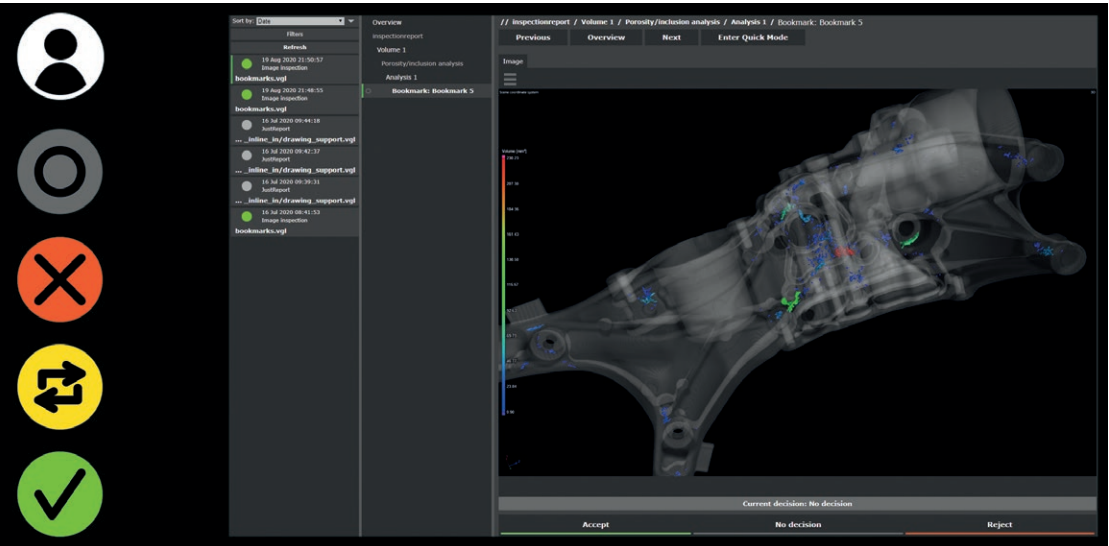 Sort by: Date
Filters
Refresh
19 Aug 2020 21:50:57
Image inspection
bookmarks.vgl
19 Aug 2020 21:48:55
Image inspection
bookmarks.vgl
16 Jul 2020 09:44:18
JustReport
... _inline_in/drawing_support.vgl
16 Jul 2020 09:42:37
JustReport
... _inline_in/drawing_support.vgl
16 Jul 2020 09:39:31
JustReport
... _inline_in/drawing_support.vgl
16 Jul 2020 08:41:53
Image inspection
bookmarks.vgl
Overview
inspectionreport
Volume 1
Porosity/inclusion analysis
Analysis 1
Bookmark: Bookmark 5
// inspectionreport / Volume 1 / Porosity/inclusion analysis / Analysis 1 / Bookmark: Bookmark 5
Previous Overview Next Enter Quick Mode
Image
Volume [mm³]
Current decision: No decision
Accept No decision Reject